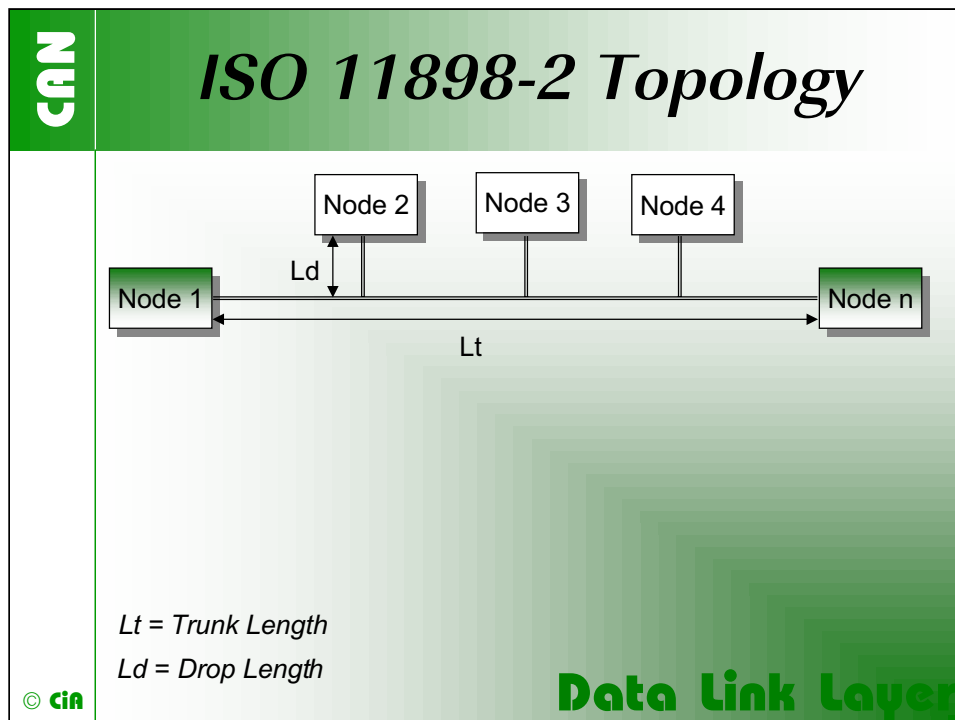 CAN
ISO 11898-2 Topology
Node 2
Node 3
Node 4
Ld
Node 1
Node n
Lt
Lt = Trunk Length
Ld = Drop Length
© CiA
Data Link Layer